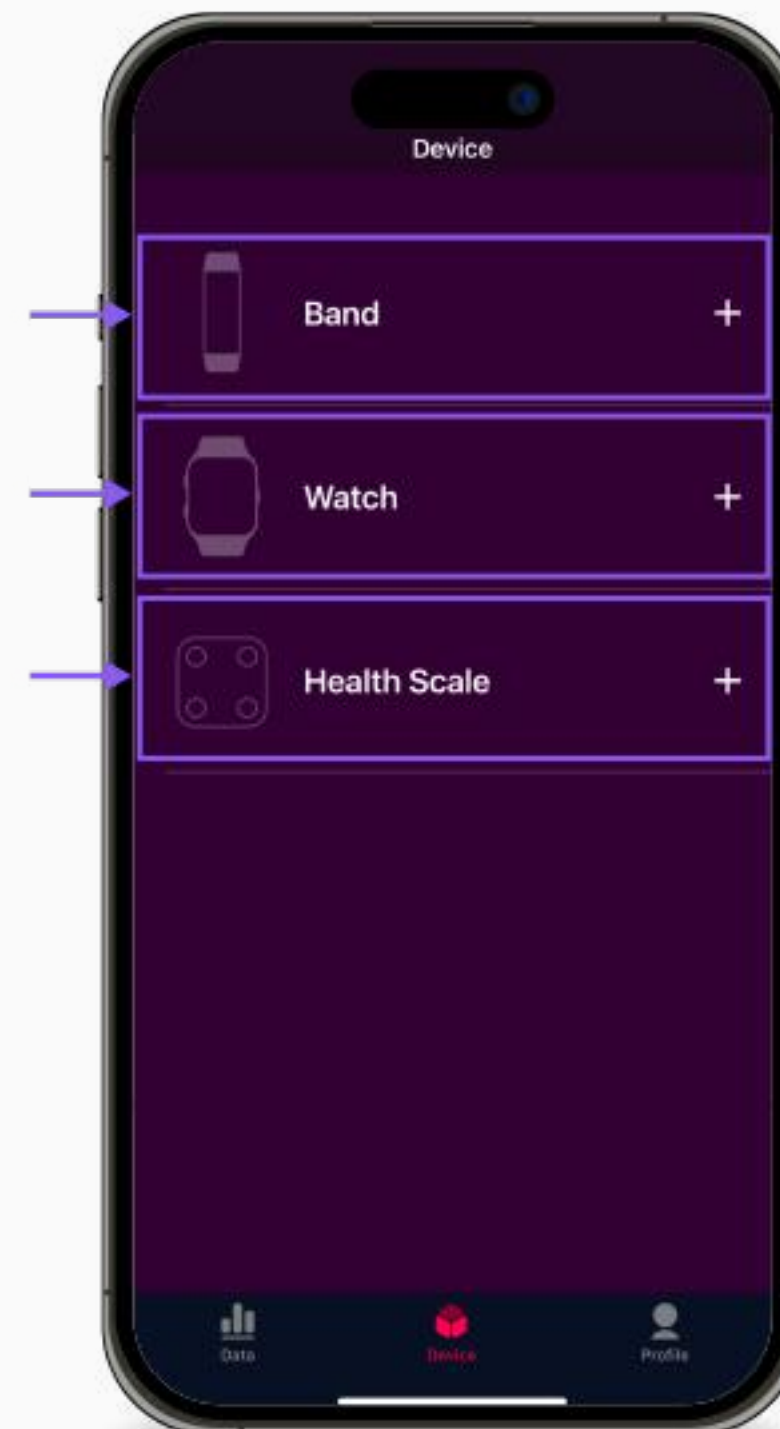 Device
Band +
Watch +
Health Scale +
Data Device Profile